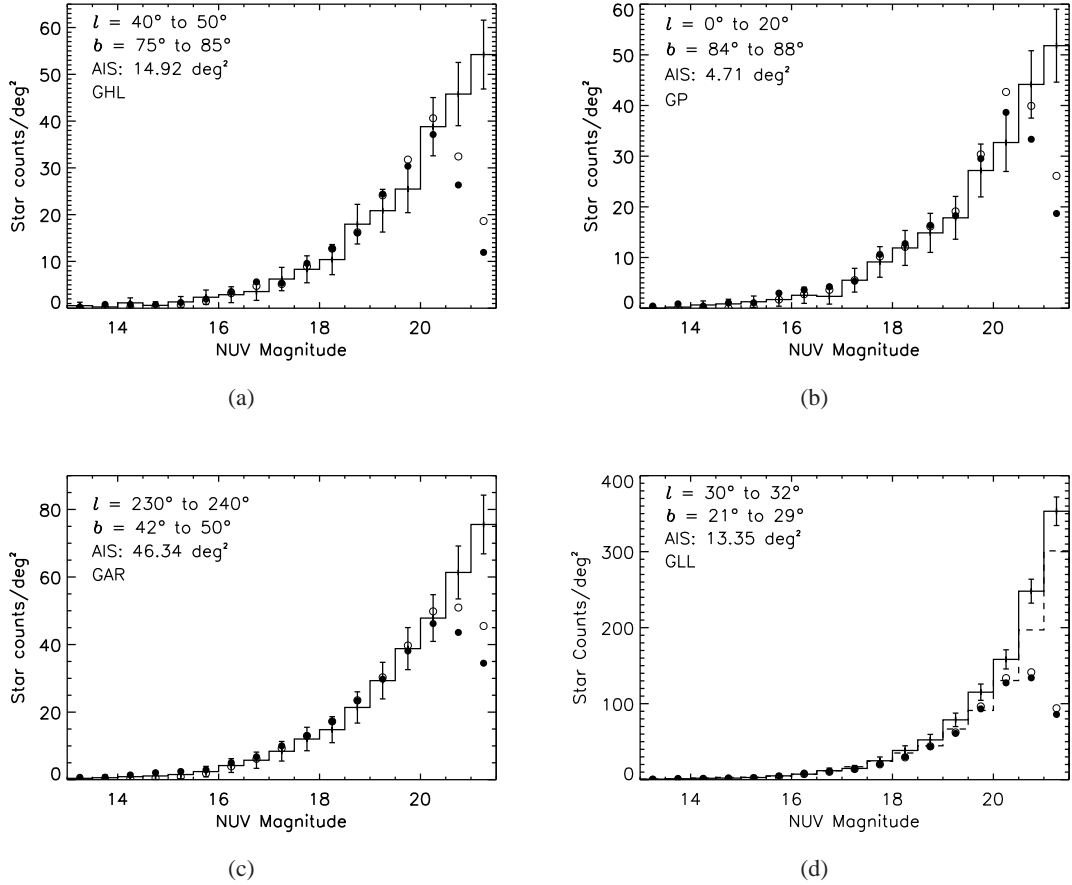 l = 40° to 50°
b = 75° to 85°
AIS: 14.92 deg²
GHL
Star counts/deg²
60
50
40
30
20
10
0
14 16 18 20
NUV Magnitude
(a)
l = 0° to 20°
b = 84° to 88°
AIS: 4.71 deg²
GP
Star counts/deg²
60
50
40
30
20
10
0
14 16 18 20
NUV Magnitude
(b)
l = 230° to 240°
b = 42° to 50°
AIS: 46.34 deg²
GAR
Star counts/deg²
80
60
40
20
0
14 16 18 20
NUV Magnitude
(c)
l = 30° to 32°
b = 21° to 29°
AIS: 13.35 deg²
GLL
Star Counts/deg²
400
300
200
100
0
14 16 18 20
NUV Magnitude
(d)